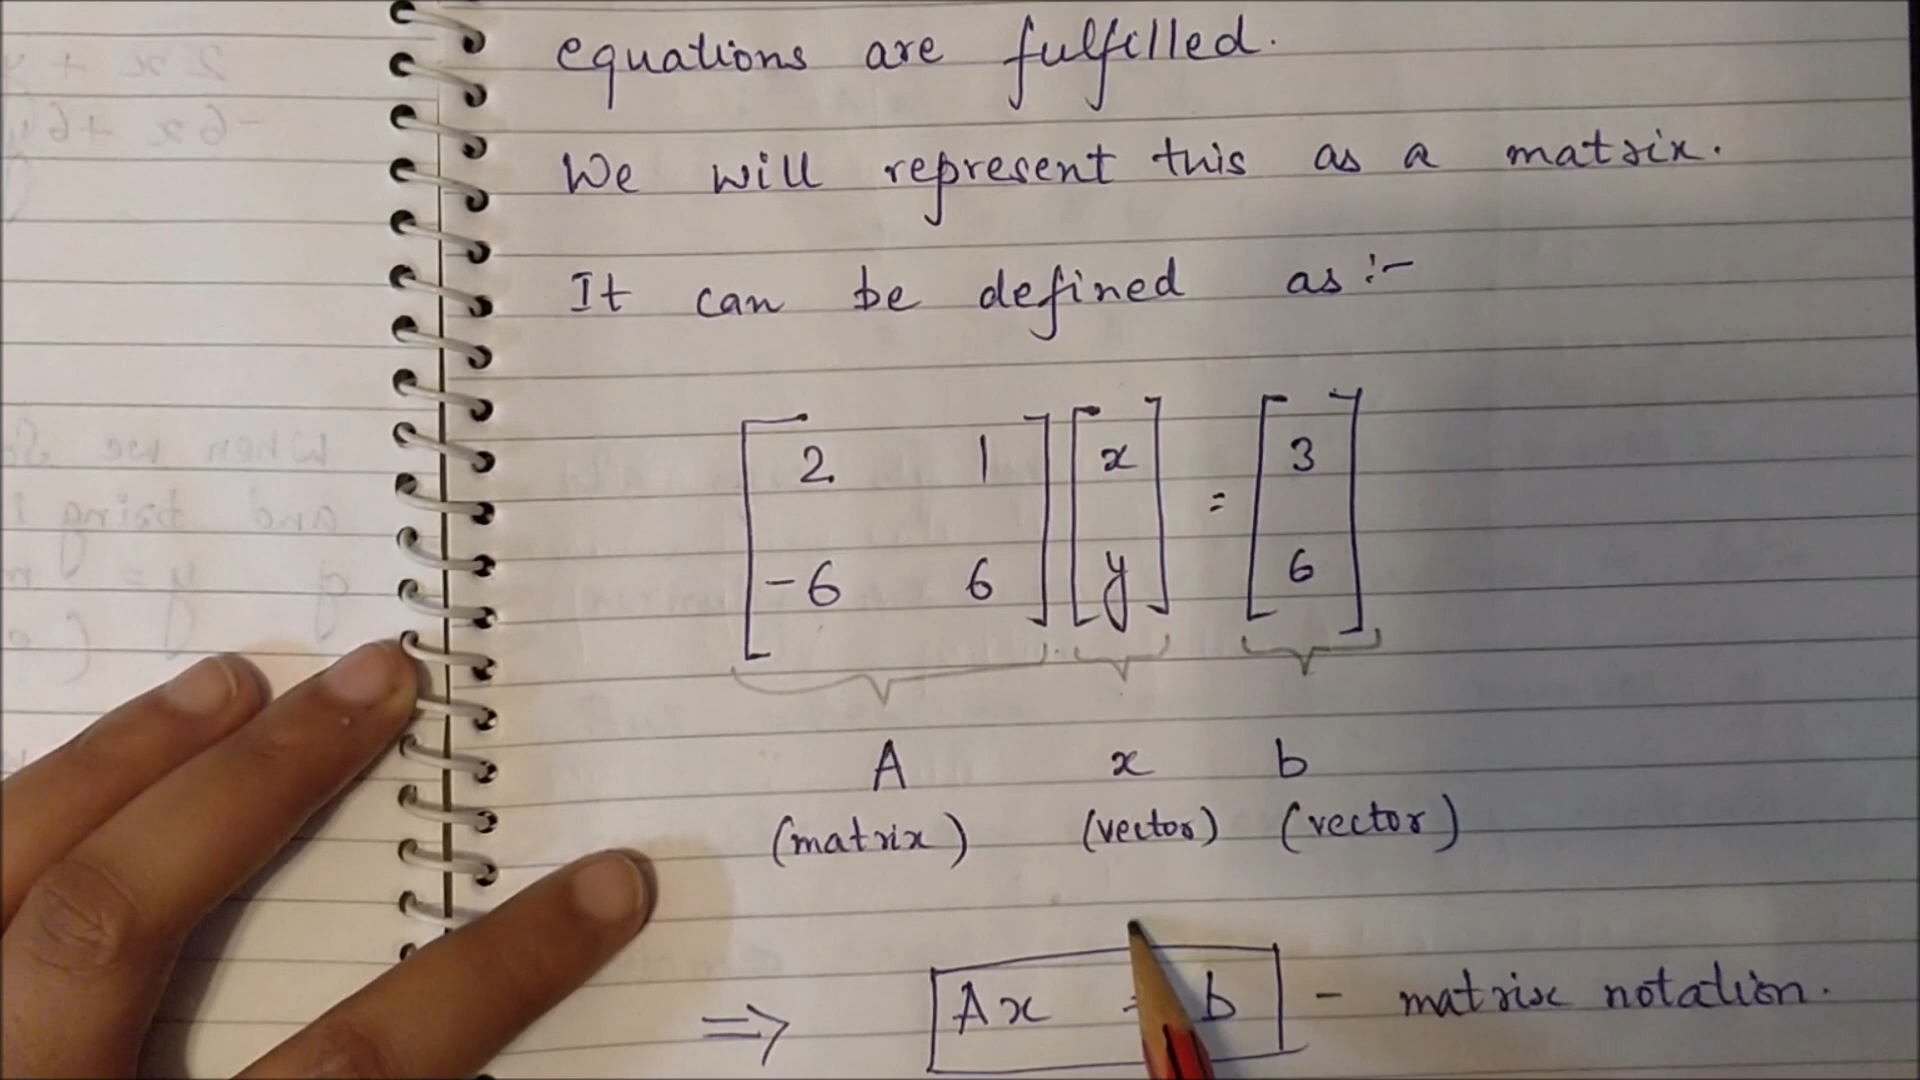 equations are fulfilled.
We will represent this as a matrix.
It can be defined as :-
[2 1 -6 6] [x y] = [3 6]
A x b
(matrix) (vector) (vector)
⇒ Ax = b - matrix notation.